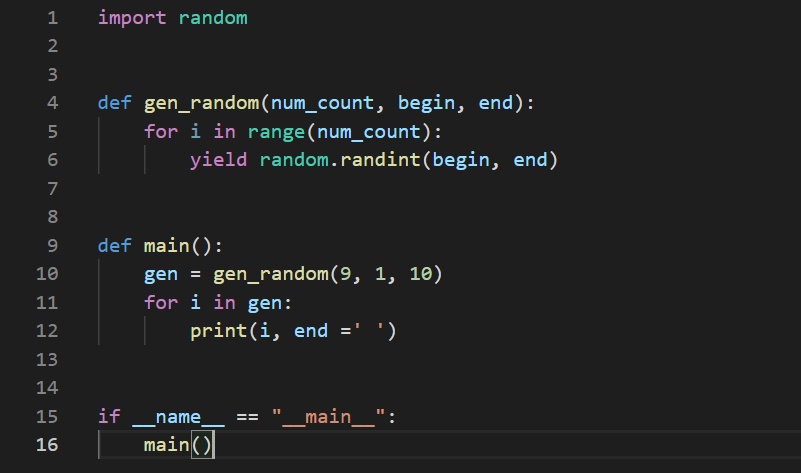 1 import random
2
3
4 def gen_random(num_count, begin, end):
5     for i in range(num_count):
6         yield random.randint(begin, end)
7
8
9 def main():
10     gen = gen_random(9, 1, 10)
11     for i in gen:
12         print(i, end =' ')
13
14
15 if __name__ == "__main__":
16     main()